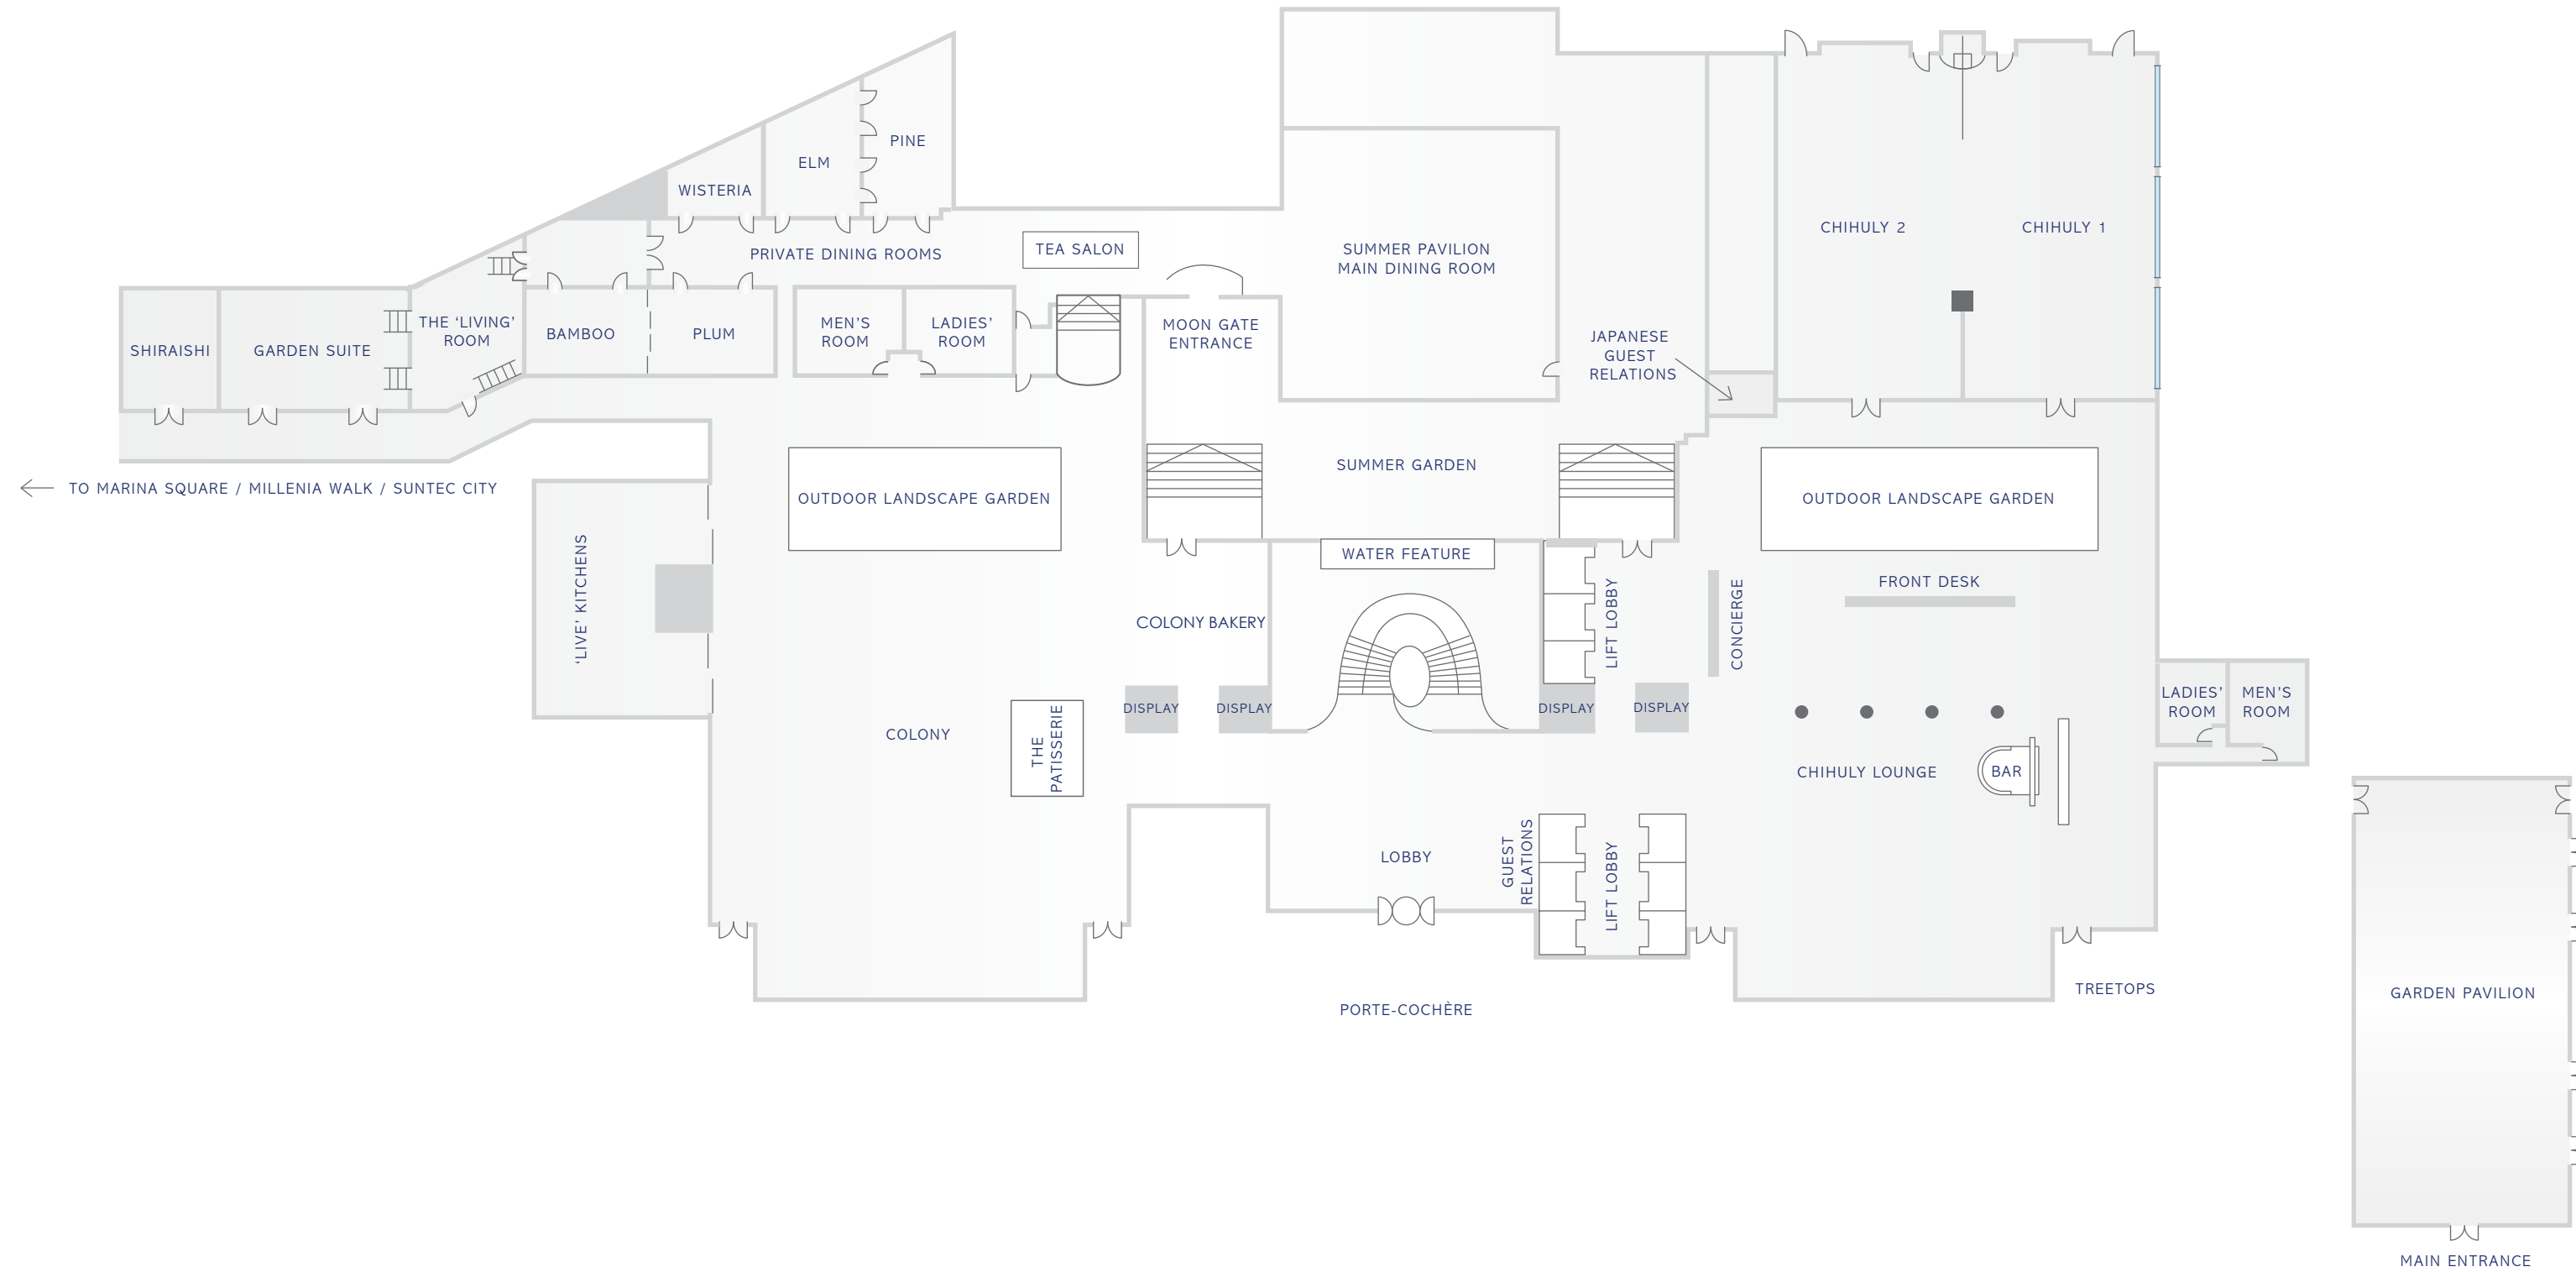 PINE
ELM
WISTERIA
PRIVATE DINING ROOMS
TEA SALON
SUMMER PAVILION
MAIN DINING ROOM
CHIHULY 2
CHIHULY 1
SHIRAISHI
GARDEN SUITE
THE ‘LIVING’
ROOM
BAMBOO
PLUM
MEN’S
ROOM
LADIES’
ROOM
MOON GATE
ENTRANCE
JAPANESE
GUEST
RELATIONS
TO MARINA SQUARE / MILLENIA WALK / SUNTEC CITY
OUTDOOR LANDSCAPE GARDEN
SUMMER GARDEN
OUTDOOR LANDSCAPE GARDEN
WATER FEATURE
‘LIVE’ KITCHENS
COLONY BAKERY
LIFT LOBBY
CONCIERGE
FRONT DESK
COLONY
THE
PATISSERIE
DISPLAY
DISPLAY
DISPLAY
DISPLAY
CHIHULY LOUNGE
BAR
LADIES’
ROOM
MEN’S
ROOM
LOBBY
GUEST
RELATIONS
LIFT LOBBY
PORTE-COCHÈRE
TREETOPS
GARDEN PAVILION
MAIN ENTRANCE